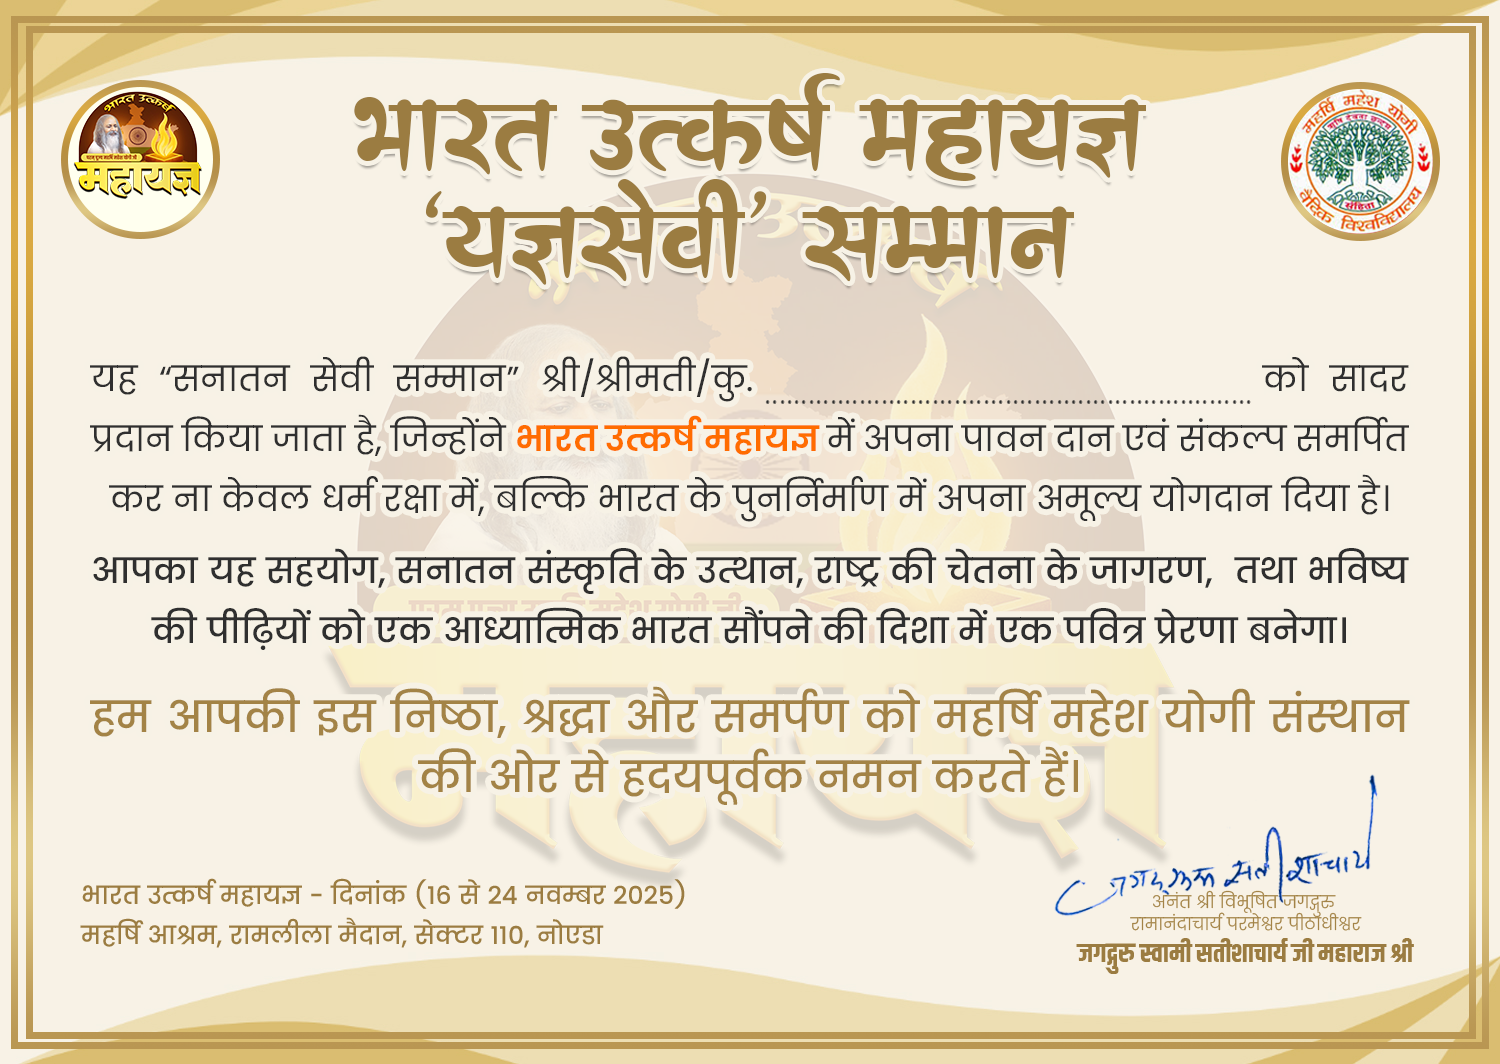 भारत उत्कर्ष महायज्ञ
‘यज्ञसेवी’ सम्मान
भारत उत्कर्ष
महायज्ञ
महर्षि महेश योगी
वैदिक विश्वविद्यालय
यह “सनातन सेवी सम्मान” श्री/श्रीमती/कु. ........................................................ को सादर
प्रदान किया जाता है, जिन्होंने भारत उत्कर्ष महायज्ञ में अपना पावन दान एवं संकल्प समर्पित
कर ना केवल धर्म रक्षा में, बल्कि भारत के पुनर्निर्माण में अपना अमूल्य योगदान दिया है।
आपका यह सहयोग, सनातन संस्कृति के उत्थान, राष्ट्र की चेतना के जागरण, तथा भविष्य
की पीढ़ियों को एक आध्यात्मिक भारत सौंपने की दिशा में एक पवित्र प्रेरणा बनेगा।
हम आपकी इस निष्ठा, श्रद्धा और समर्पण को महर्षि महेश योगी संस्थान
की ओर से हृदयपूर्वक नमन करते हैं।
महायज्ञ
भारत उत्कर्ष महायज्ञ - दिनांक (16 से 24 नवम्बर 2025)
महर्षि आश्रम, रामलीला मैदान, सेक्टर 110, नोएडा
अनंत श्री विभूषित जगद्गुरु
रामानंदाचार्य परमेश्वर पीठाधीश्वर
जगद्गुरु स्वामी सतीशाचार्य जी महाराज श्री